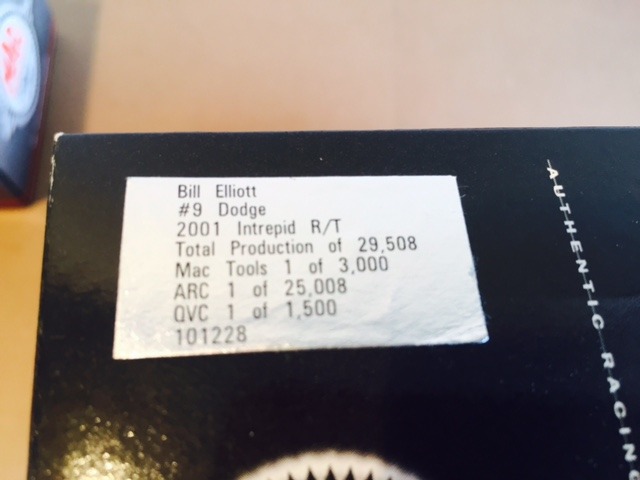 Bill Elliott
#9 Dodge
2001 Intrepid R/T
Total Production of 29,508
Mac Tools 1 of 3,000
ARC 1 of 25,008
QVC 1 of 1,500
101228
AUTHENTIC RACING